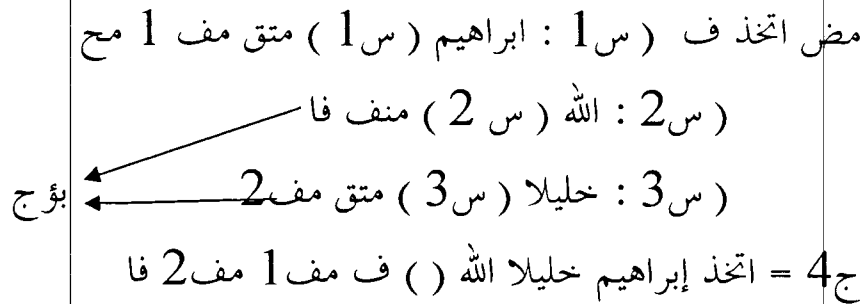 مض اتخذ ف ( س1 : ابراهيم ( س1 ) متق مف 1 مح
( س2 : الله ( س 2 ) منف فا
( س3 : خليلا ( س3 ) متق مف2
بؤ ج
ج4 = اتخذ إبراهيم خليلا الله ( ) ف مف1 مف2 فا